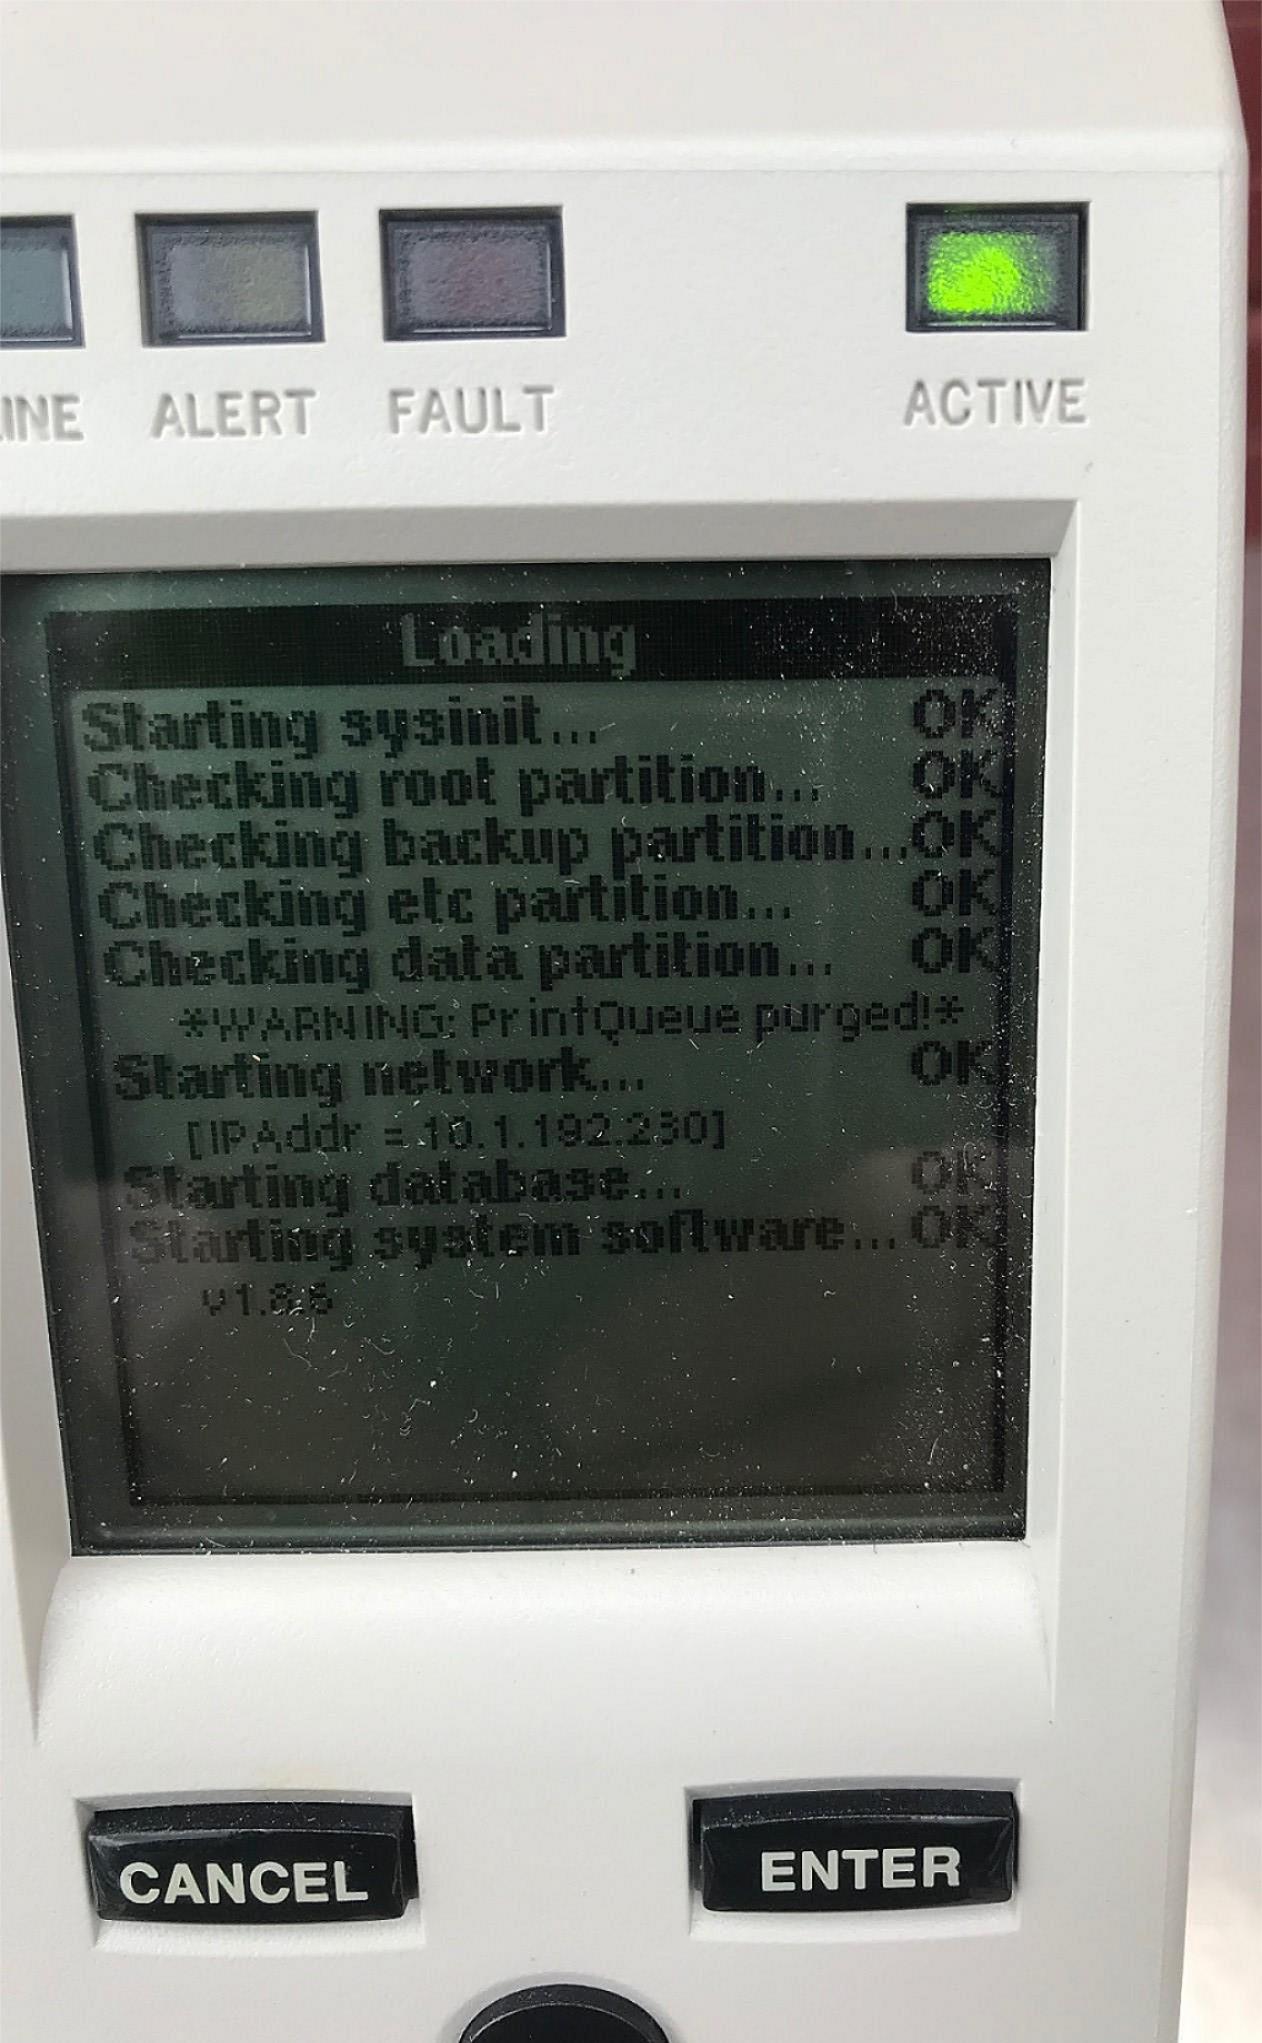 INE ALERT FAULT ACTIVE
Loading
Starting sysinit... OK
Checking root partition... OK
Checking backup partition... OK
Checking etc partition... OK
Checking data partition... OK
*WARNING: PrintQueue purged!*
Starting network... OK
[IPAddr = 10.1.192.230]
Starting database... OK
Starting system software... OK
v1.8.6
CANCEL ENTER